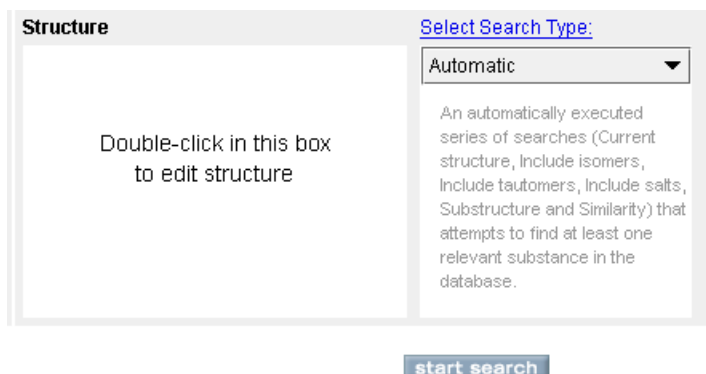 Structure
Select Search Type:
Automatic
Double-click in this box
to edit structure
An automatically executed
series of searches (Current
structure, Include isomers,
Include tautomers, Include salts,
Substructure and Similarity) that
attempts to find at least one
relevant substance in the
database.
start search